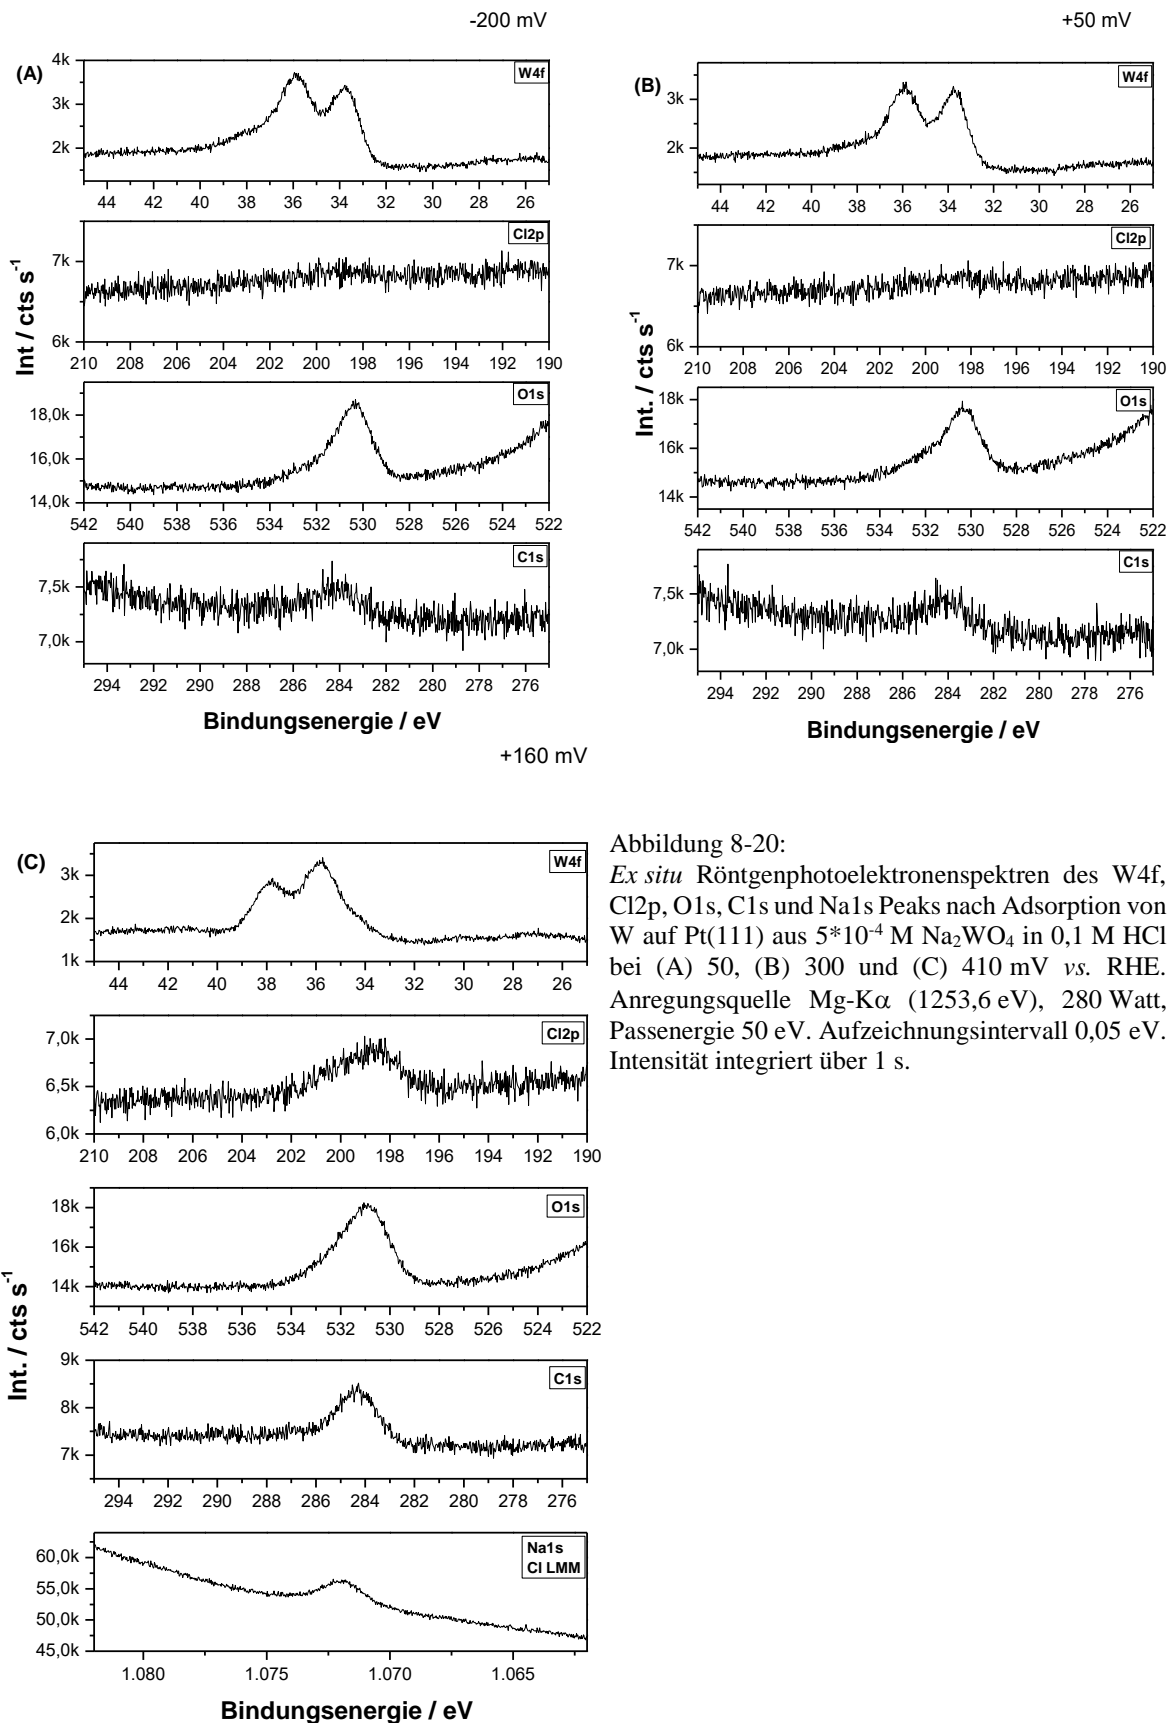 -200 mV
(A)
W4f
4k
3k
2k
44 42 40 38 36 34 32 30 28 26
Cl2p
7k
6k
210 208 206 204 202 200 198 196 194 192 190
O1s
18,0k
16,0k
14,0k
542 540 538 536 534 532 530 528 526 524 522
C1s
7,5k
7,0k
294 292 290 288 286 284 282 280 278 276
Int / cts s-1
Bindungsenergie / eV
+50 mV
(B)
W4f
3k
2k
44 42 40 38 36 34 32 30 28 26
Cl2p
7k
6k
210 208 206 204 202 200 198 196 194 192 190
O1s
18k
16k
14k
542 540 538 536 534 532 530 528 526 524 522
C1s
7,5k
7,0k
294 292 290 288 286 284 282 280 278 276
Int. / cts s-1
Bindungsenergie / eV
+160 mV
(C)
W4f
3k
2k
1k
44 42 40 38 36 34 32 30 28 26
Cl2p
7,0k
6,5k
6,0k
210 208 206 204 202 200 198 196 194 192 190
O1s
18k
16k
14k
542 540 538 536 534 532 530 528 526 524 522
C1s
9k
8k
7k
294 292 290 288 286 284 282 280 278 276
Na1s
Cl LMM
60,0k
55,0k
50,0k
45,0k
1.080 1.075 1.070 1.065
Int. / cts s-1
Bindungsenergie / eV
Abbildung 8-20:
Ex situ Röntgenphotoelektronenspektren des W4f,
Cl2p, O1s, C1s und Na1s Peaks nach Adsorption von
W auf Pt(111) aus 5*10-4 M Na2WO4 in 0,1 M HCl
bei (A) 50, (B) 300 und (C) 410 mV vs. RHE.
Anregungsquelle Mg-Kα (1253,6 eV), 280 Watt,
Passenergie 50 eV. Aufzeichnungsintervall 0,05 eV.
Intensität integriert über 1 s.